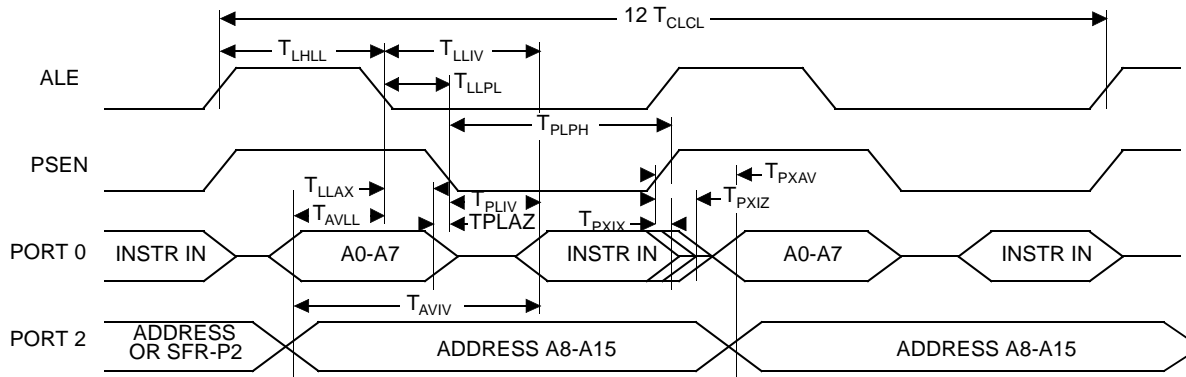 12 TCLCL
TLHLL TLLIV
ALE
TLLPL
TPLPH
PSEN
TLLAX TPXAV
TPLIV TPXIZ
TAVLL TPLAZ TPXIX
PORT 0 INSTR IN A0-A7 INSTR IN A0-A7 INSTR IN
TAVIV
PORT 2 ADDRESS OR SFR-P2 ADDRESS A8-A15 ADDRESS A8-A15